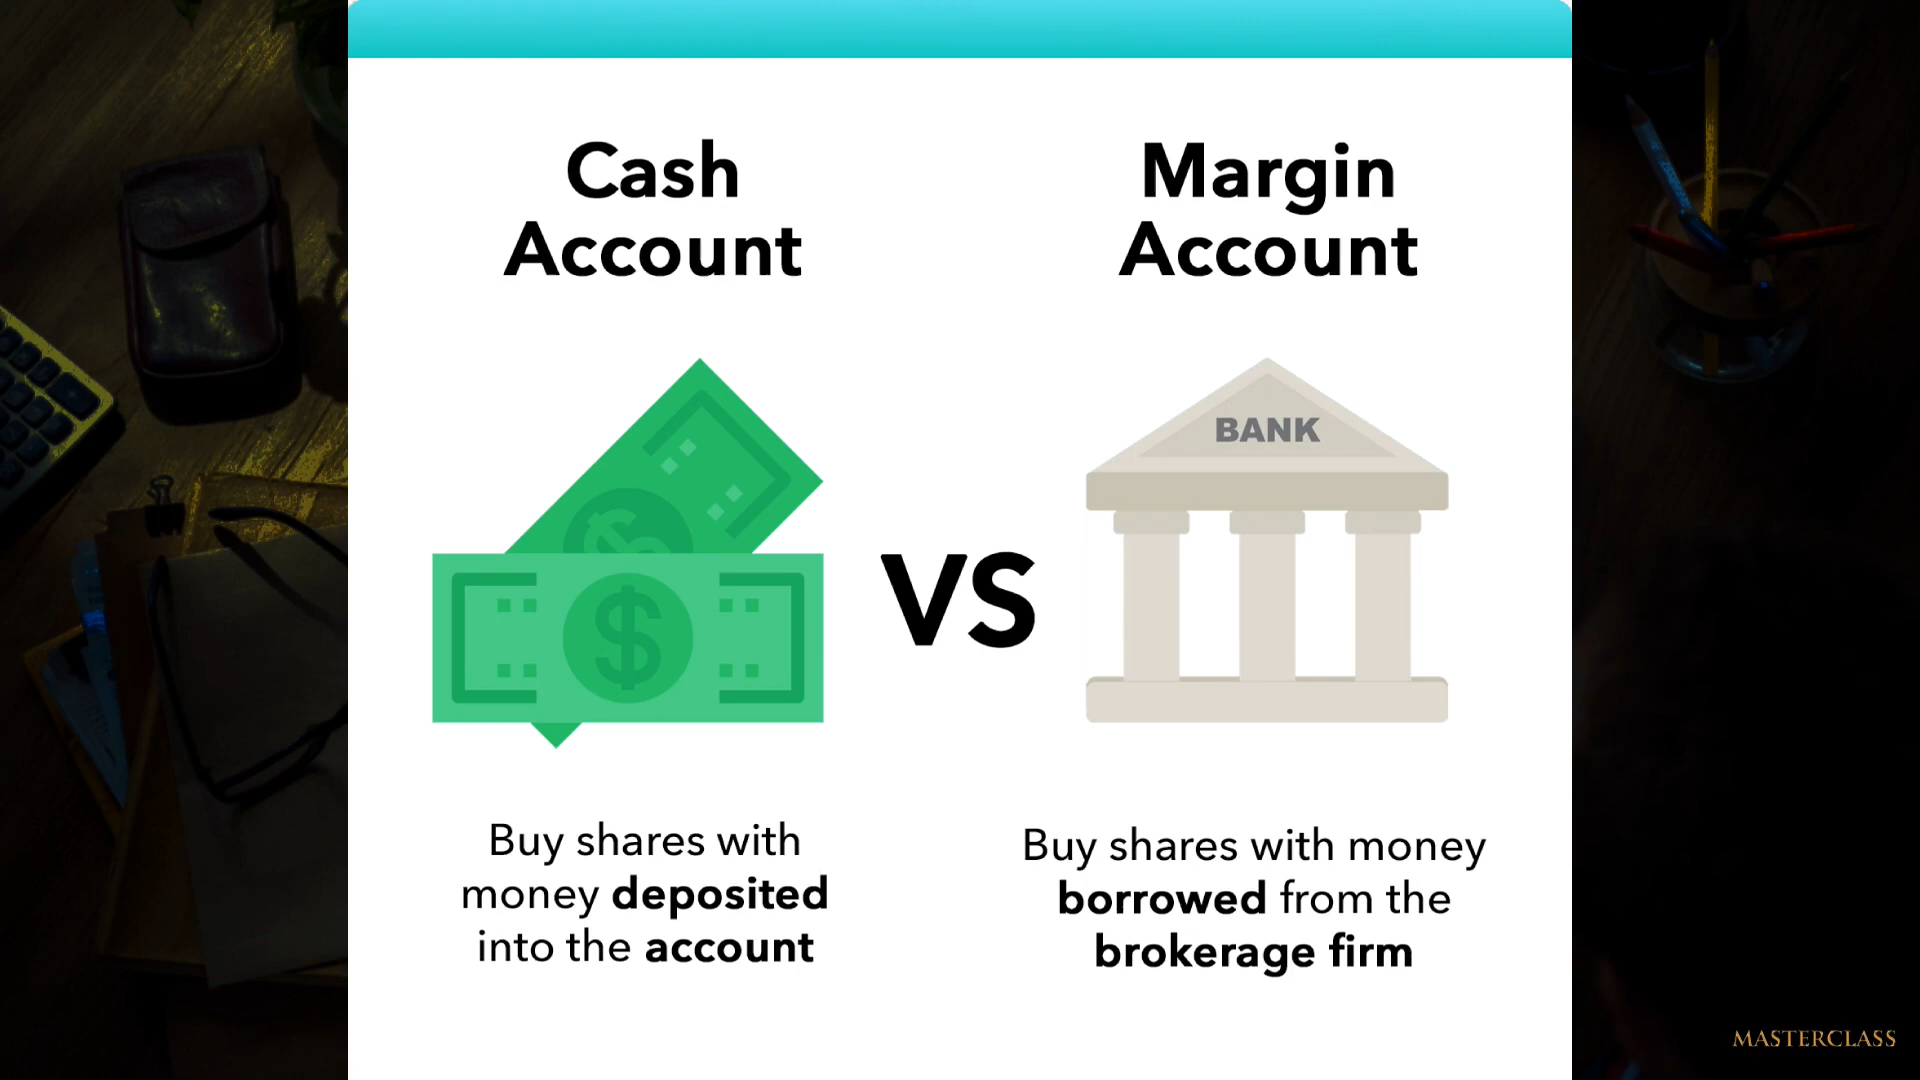 Cash
Account
Margin
Account
BANK
$
$
VS
Buy shares with
money deposited
into the account
Buy shares with money
borrowed from the
brokerage firm
MASTERCLASS